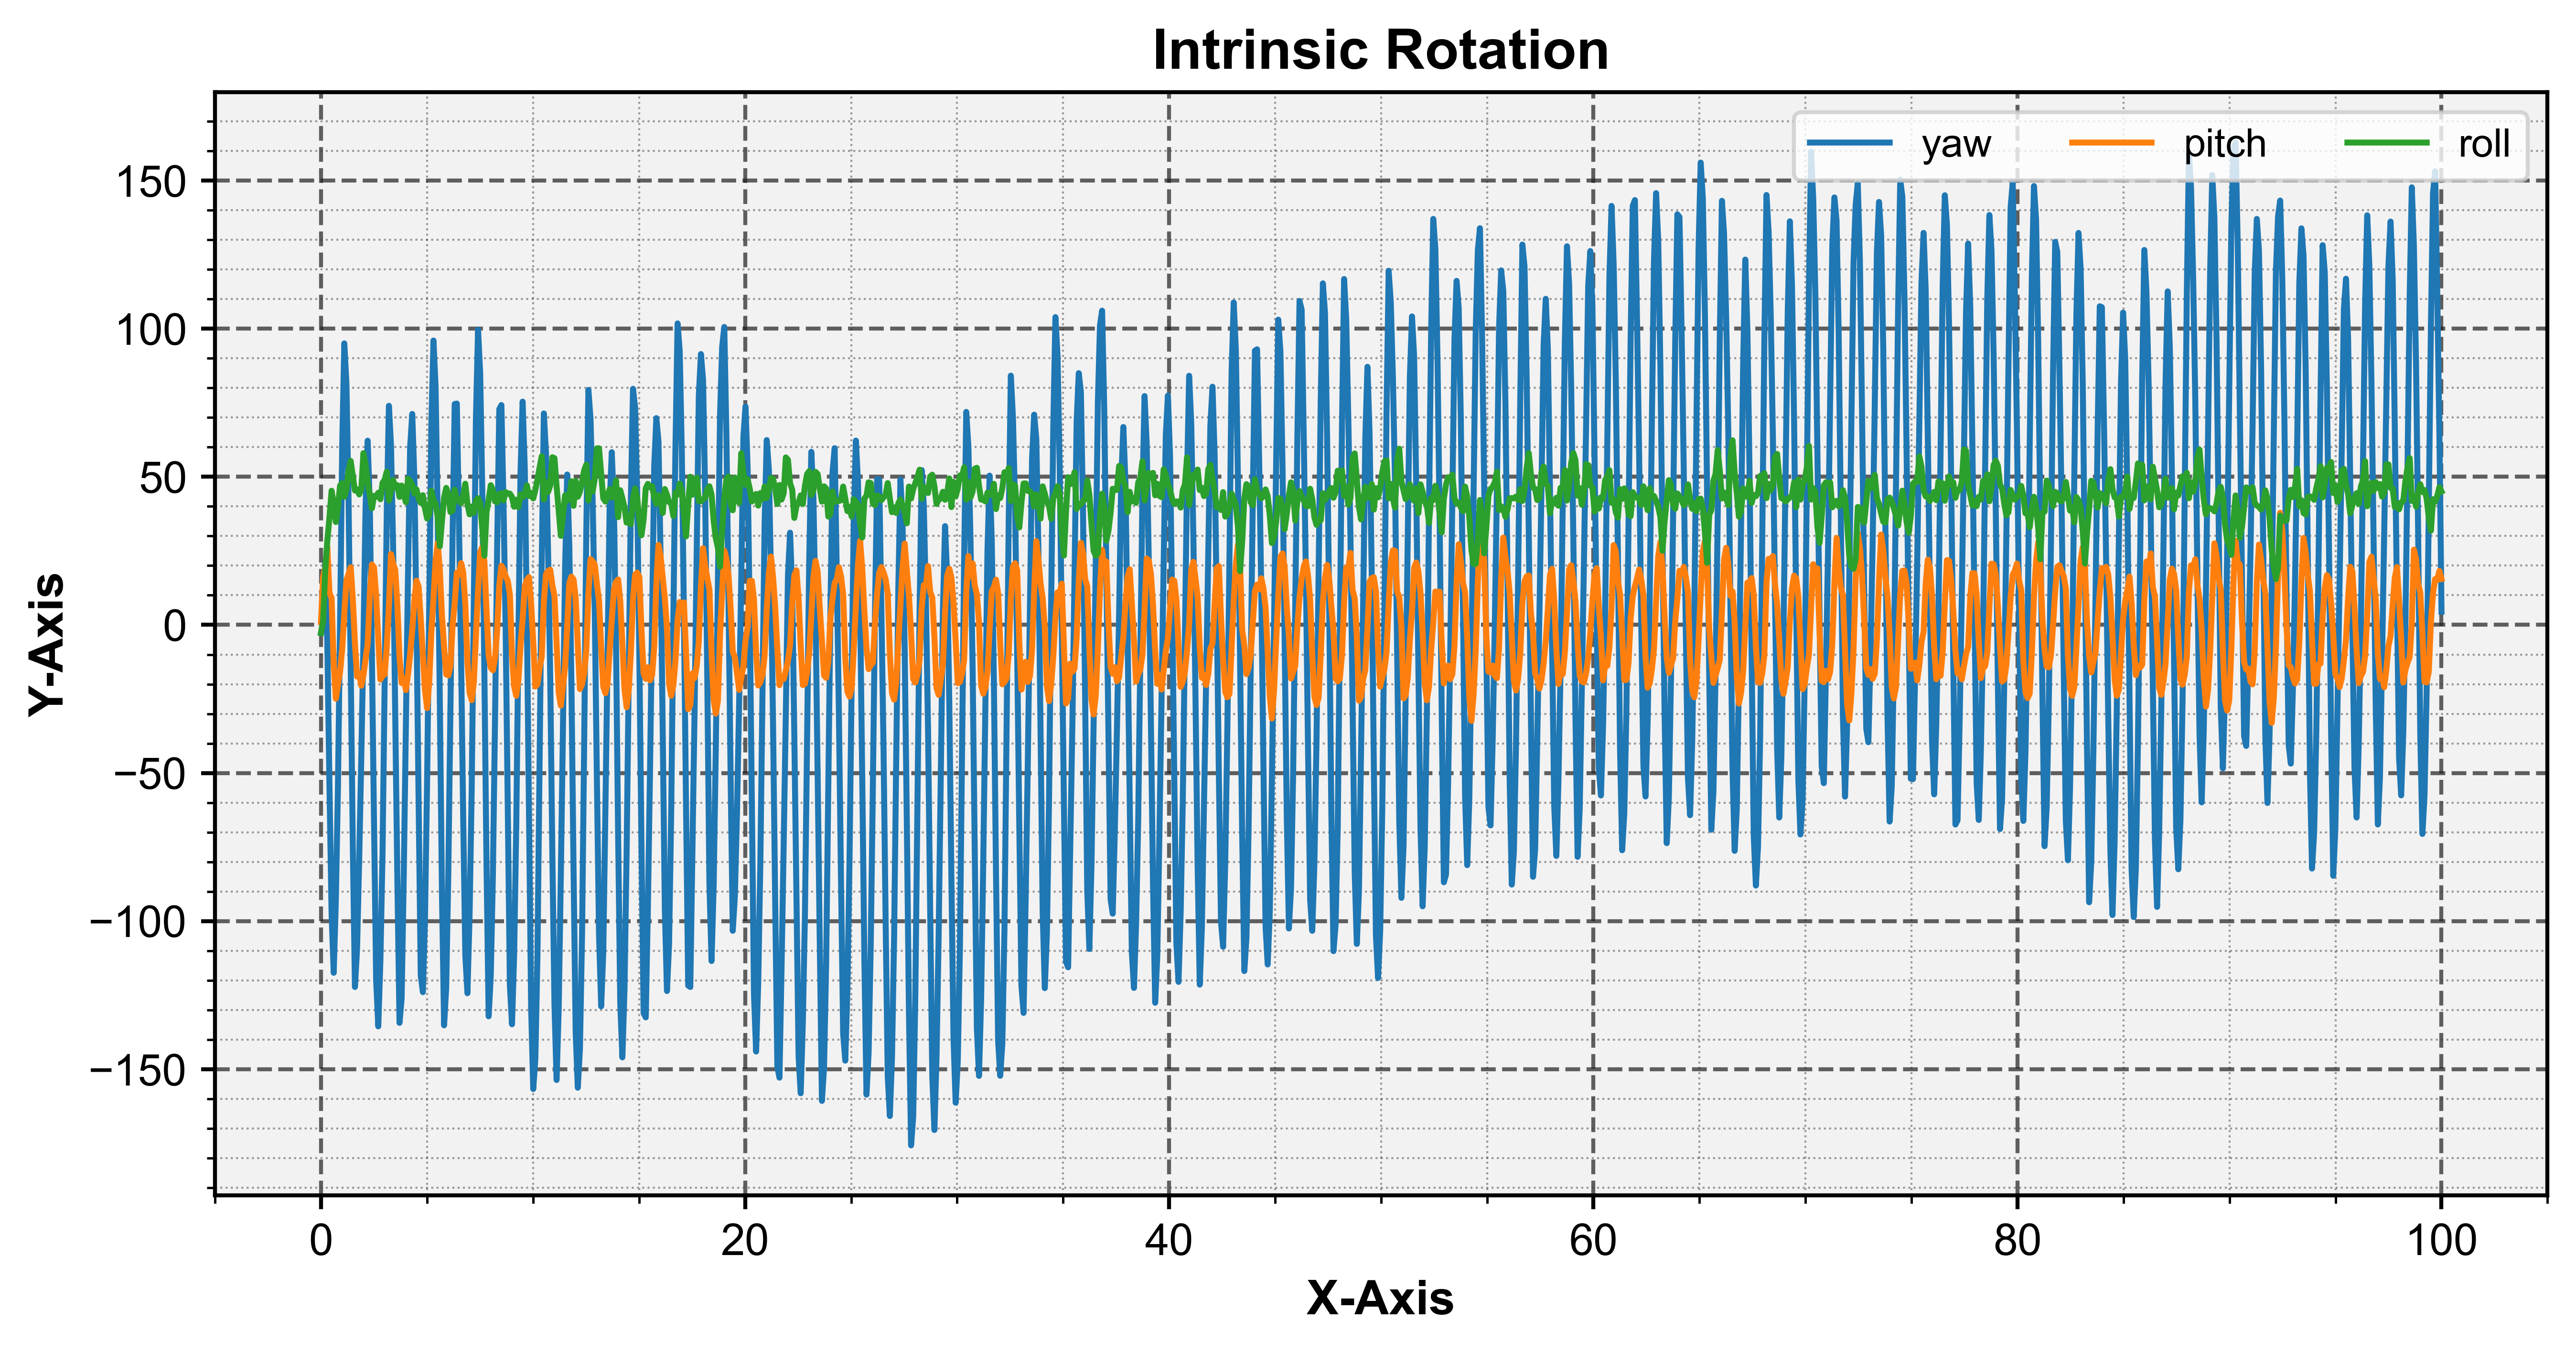 Intrinsic Rotation
yaw pitch roll
150
100
50
0
−50
−100
−150
Y-Axis
0 20 40 60 80 100
X-Axis